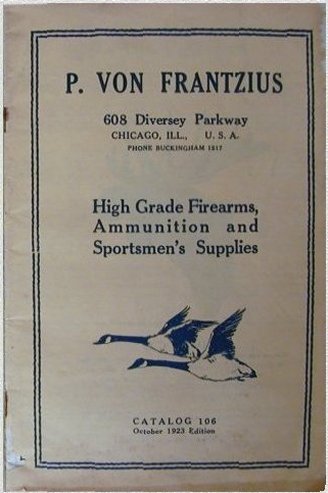 P. VON FRANTZIUS
608 Diversey Parkway
CHICAGO, ILL., U. S. A.
PHONE BUCKINGHAM 1517
High Grade Firearms,
Ammunition and
Sportsmen's Supplies
CATALOG 106
October 1923 Edition